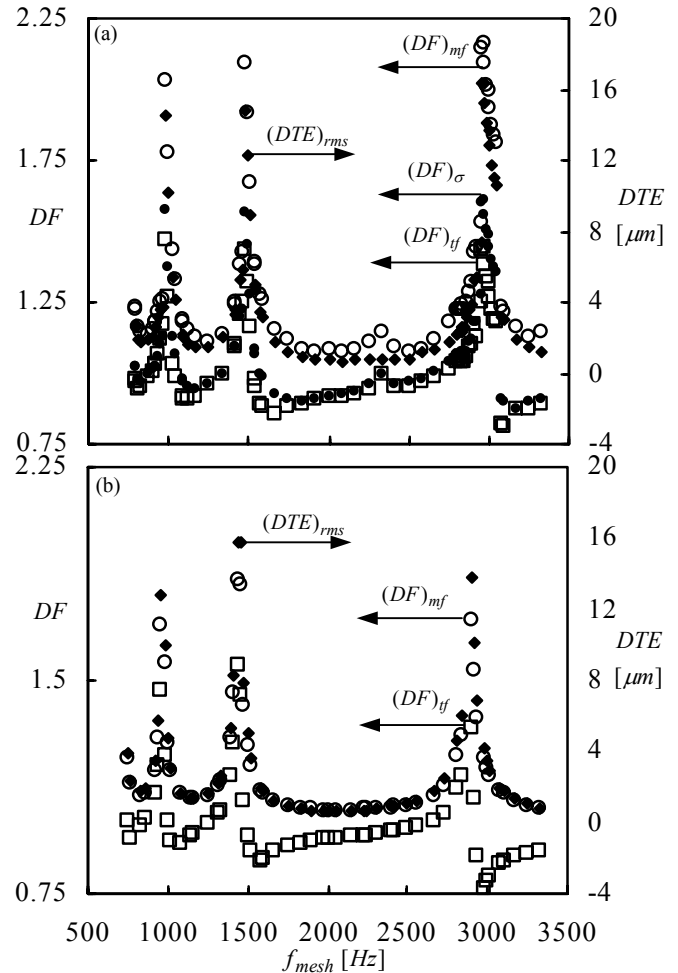 2.25
(a)
20
(DF)mf
16
1.75
(DTE)rms
12
(DF)σ
DF
DTE
(DF)tf
8
[μm]
1.25
4
0
0.75
-4
2.25
(b)
20
(DTE)rms
16
(DF)mf
12
DF
DTE
1.5
8
[μm]
(DF)tf
4
0
0.75
-4
500 1000 1500 2000 2500 3000 3500
fmesh [Hz]